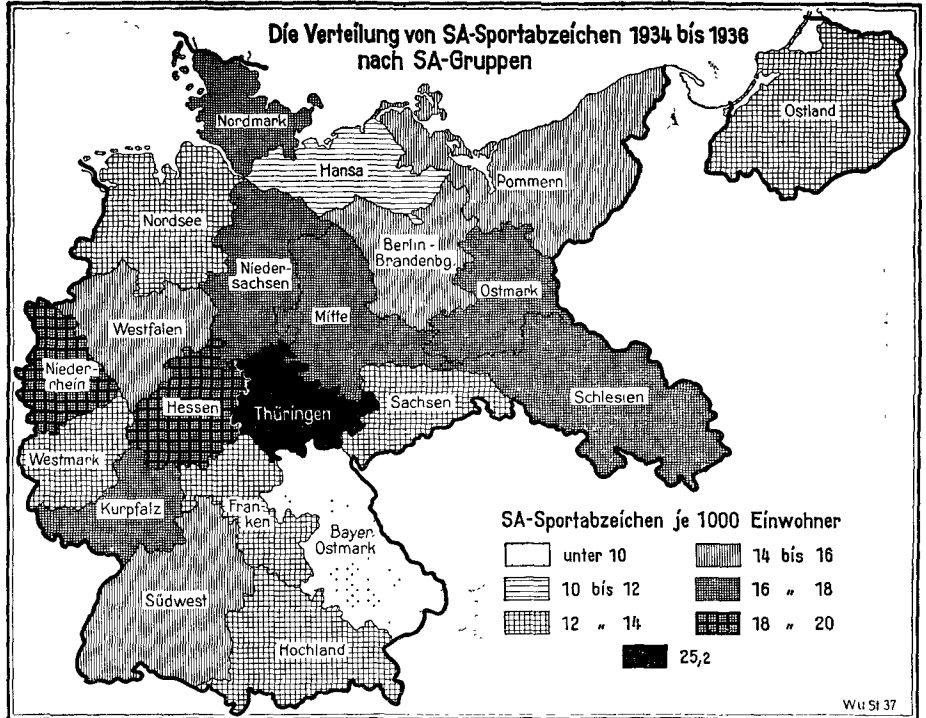 Die Verteilung von SA-Sportabzeichen 1934 bis 1936
nach SA-Gruppen
Ostland
Nordmark
Hansa
Pommern
Nordsee
Berlin-
Brandenbg.
Nieder-
sachsen
Ostmark
Mitte
Westfalen
Nieder-
rhein
Hessen
Thüringen
Sachsen
Schlesien
Westmark
Kurpfalz
Fran-
ken
Bayer.
Ostmark
Südwest
Hochland
SA-Sportabzeichen je 1000 Einwohner
unter 10
14 bis 16
10 bis 12
16 " 18
12 " 14
18 " 20
25,2
W u St 37